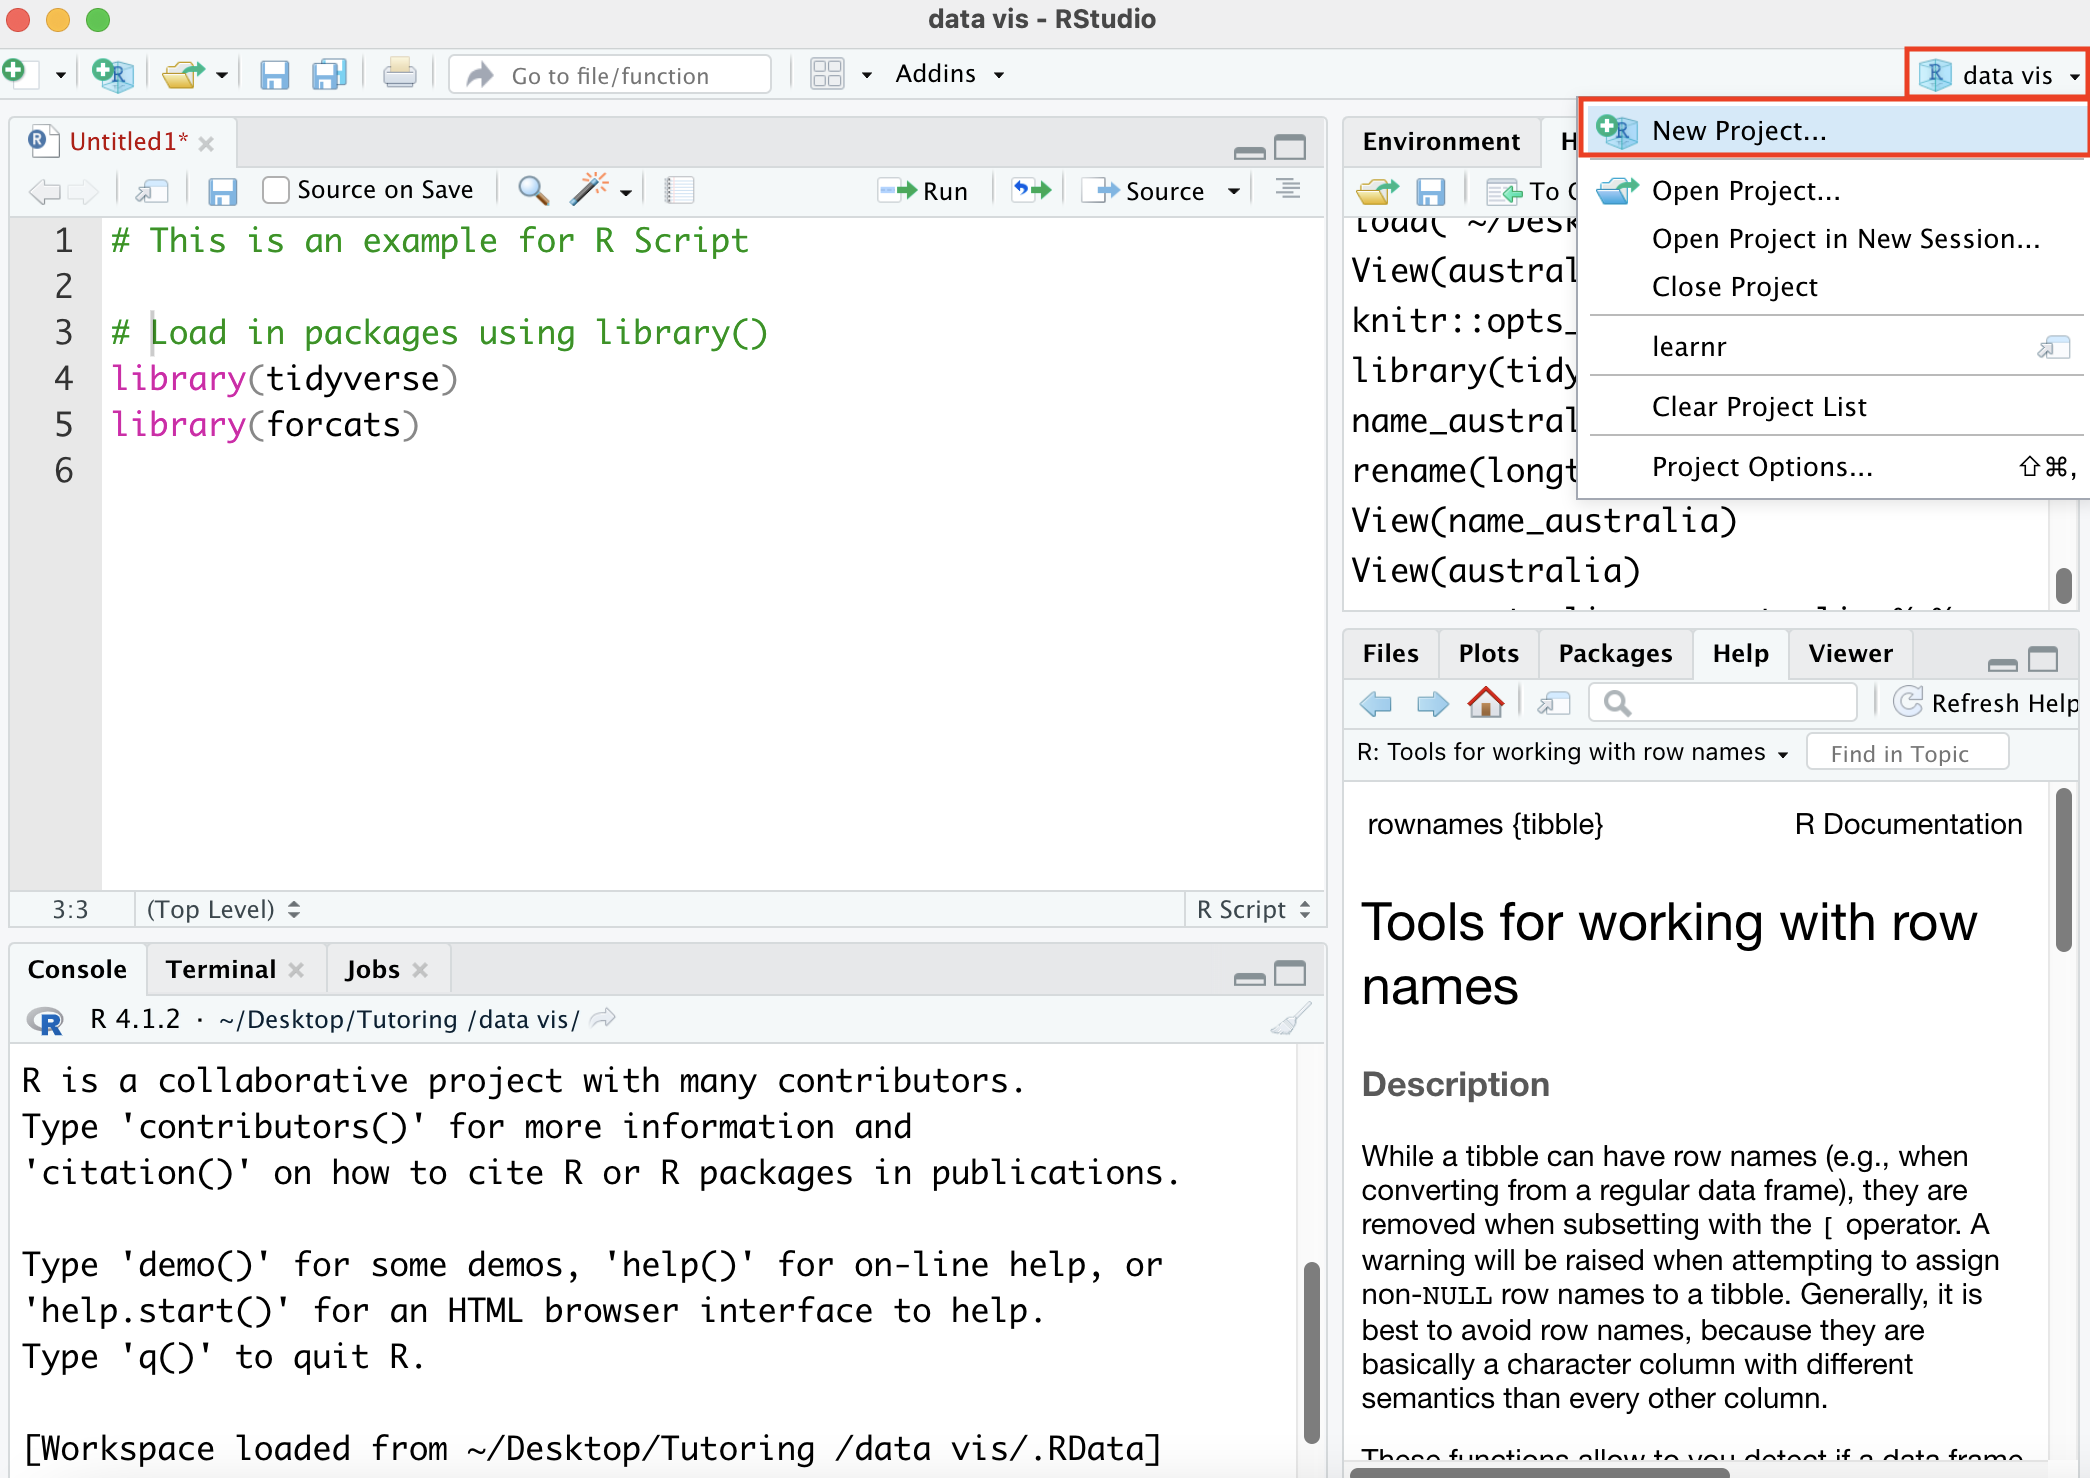 data vis - RStudio
Go to file/function
Addins
data vis
Untitled1*
Source on Save
Run
Source
1 # This is an example for R Script
2
3 # Load in packages using library()
4 library(tidyverse)
5 library(forcats)
6
3:3 (Top Level) R Script
Console Terminal Jobs
R 4.1.2 · ~/Desktop/Tutoring /data vis/
R is a collaborative project with many contributors.
Type 'contributors()' for more information and
'citation()' on how to cite R or R packages in publications.
Type 'demo()' for some demos, 'help()' for on-line help, or
'help.start()' for an HTML browser interface to help.
Type 'q()' to quit R.
[Workspace loaded from ~/Desktop/Tutoring /data vis/.RData]
Environment H
To
View(austral
knitr::opts_
library(tidy
name_austral
rename(longt
View(name_australia)
View(australia)
New Project...
Open Project...
Open Project in New Session...
Close Project
learnr
Clear Project List
Project Options... ⇧⌘,
Files Plots Packages Help Viewer
Refresh Help
R: Tools for working with row names Find in Topic
rownames {tibble} R Documentation
Tools for working with row
names
Description
While a tibble can have row names (e.g., when
converting from a regular data frame), they are
removed when subsetting with the [ operator. A
warning will be raised when attempting to assign
non-NULL row names to a tibble. Generally, it is
best to avoid row names, because they are
basically a character column with different
semantics than every other column.
These functions allow to you detect if a data frame